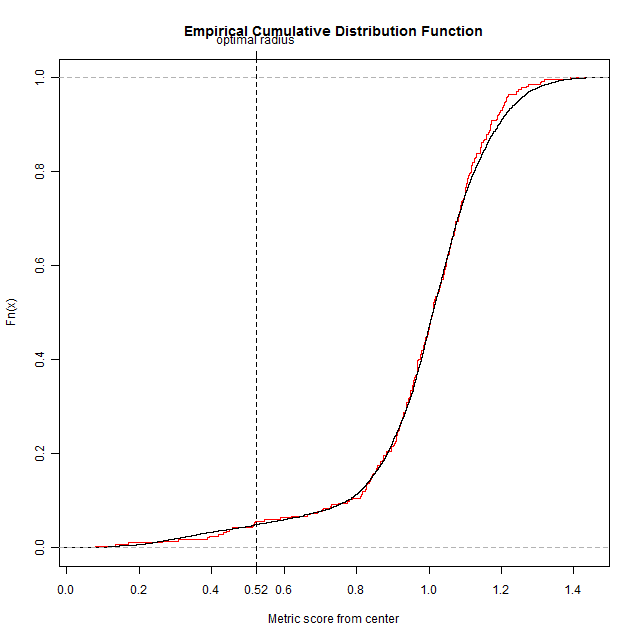 Empirical Cumulative Distribution Function
optimal radius
1.0
0.8
0.6
0.4
0.2
0.0
Fn(x)
0.0 0.2 0.4 0.52 0.6 0.8 1.0 1.2 1.4
Metric score from center